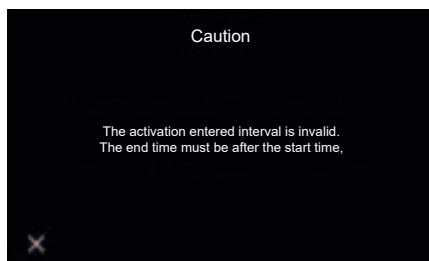 Caution
The activation entered interval is invalid.
The end time must be after the start time,